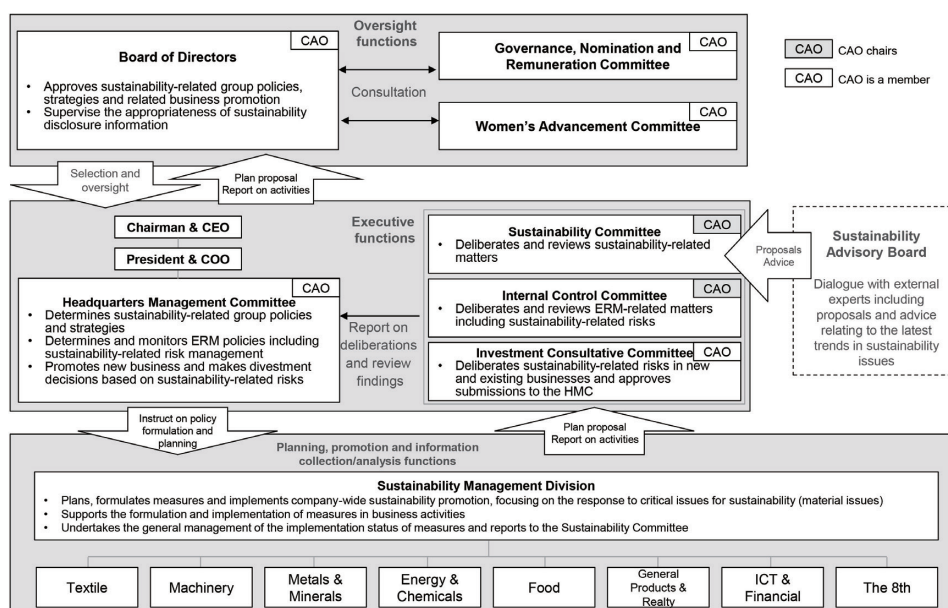 Oversight functions
CAO
Board of Directors
• Approves sustainability-related group policies,
strategies and related business promotion
• Supervise the appropriateness of sustainability
disclosure information
Consultation
CAO
Governance, Nomination and
Remuneration Committee
CAO
Women's Advancement Committee
CAO CAO chairs
CAO CAO is a member
Selection and
oversight
Plan proposal
Report on activities
Executive
functions
Chairman & CEO
President & COO
CAO
Headquarters Management Committee
• Determines sustainability-related group policies
and strategies
• Determines and monitors ERM policies including
sustainability-related risk management
• Promotes new business and makes divestment
decisions based on sustainability-related risks
Report on
deliberations
and review
findings
CAO
Sustainability Committee
• Deliberates and reviews sustainability-related
matters
CAO
Internal Control Committee
• Deliberates and reviews ERM-related matters
including sustainability-related risks
CAO
Investment Consultative Committee
• Deliberates sustainability-related risks in new
and existing businesses and approves
submissions to the HMC
Proposals
Advice
Sustainability
Advisory Board
Dialogue with external
experts including
proposals and advice
relating to the latest
trends in sustainability
issues
Instruct on policy
formulation and
planning
Plan proposal
Report on activities
Planning, promotion and information
collection/analysis functions
Sustainability Management Division
• Plans, formulates measures and implements company-wide sustainability promotion, focusing on the response to critical issues for sustainability (material issues)
• Supports the formulation and implementation of measures in business activities
• Undertakes the general management of the implementation status of measures and reports to the Sustainability Committee
Textile
Machinery
Metals &
Minerals
Energy &
Chemicals
Food
General
Products &
Realty
ICT &
Financial
The 8th